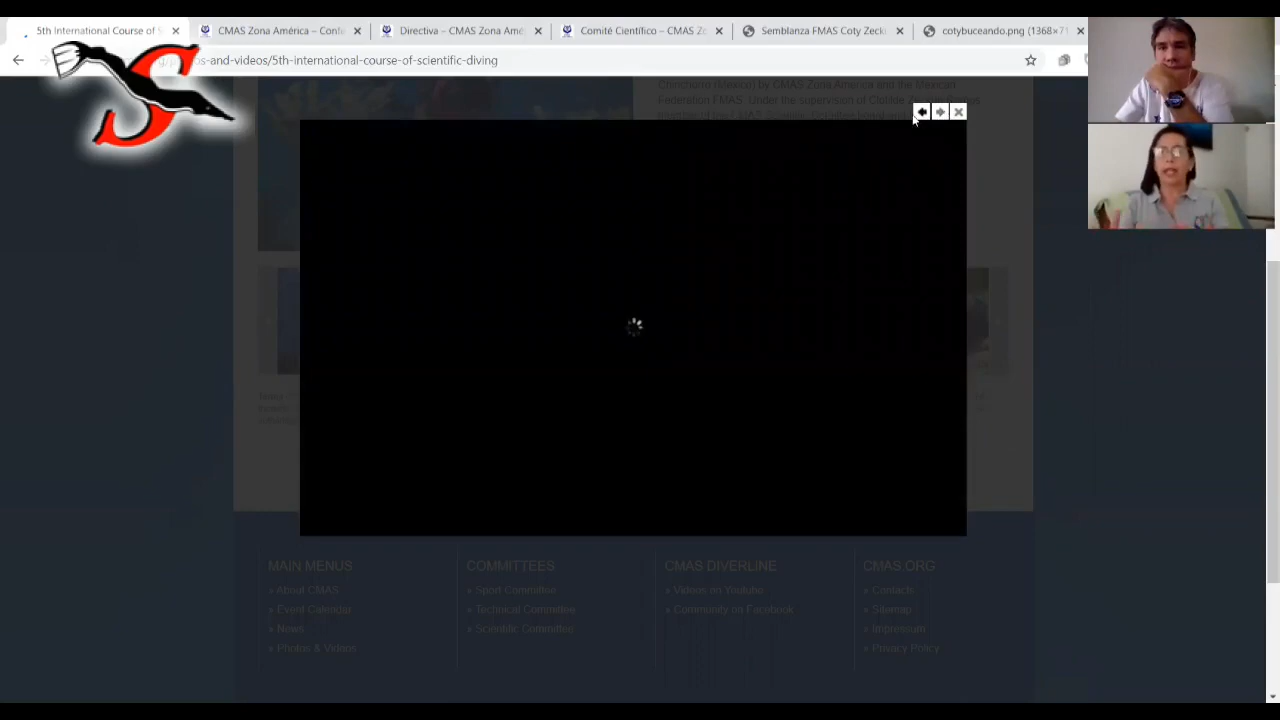 5th International Course of S
CMAS Zona América – Conte
Directiva – CMAS Zona Amé
Comité Científico – CMAS Zo
Semblanza FMAS Coty Zecki
cotybuceando.png (1368×71
os-and-videos/5th-international-course-of-scientific-diving
by CMAS Zona America and the Mexican
Federation FMAS. Under the supervision of Clotilde
MAIN MENUS
» About CMAS
» Event Calendar
» News
» Photos & Videos
COMMITTEES
» Sport Committee
» Technical Committee
» Scientific Committee
CMAS DIVERLINE
» Videos on Youtube
» Community on Facebook
CMAS.ORG
» Contacts
» Sitemap
» Impressum
» Privacy Policy